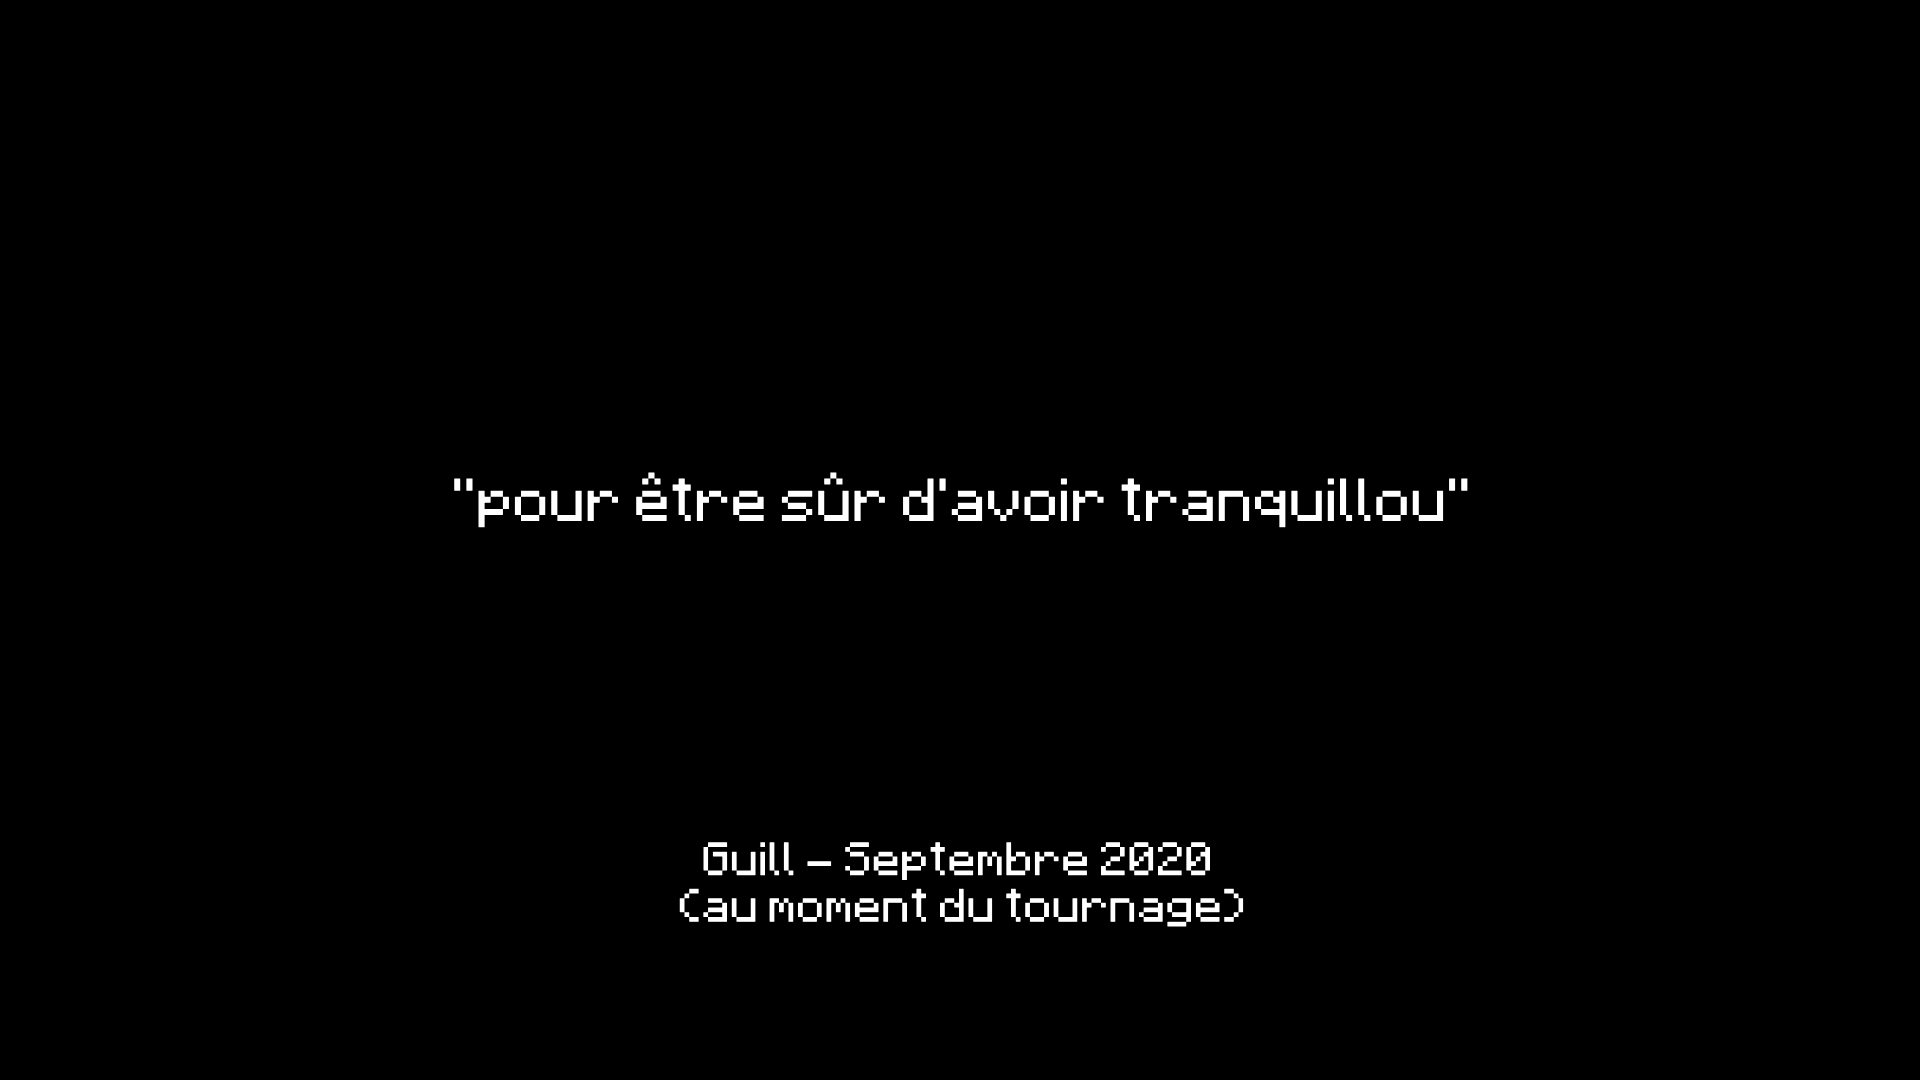 "pour être sûr d'avoir tranquillou"
Guill – Septembre 2020
(au moment du tournage)